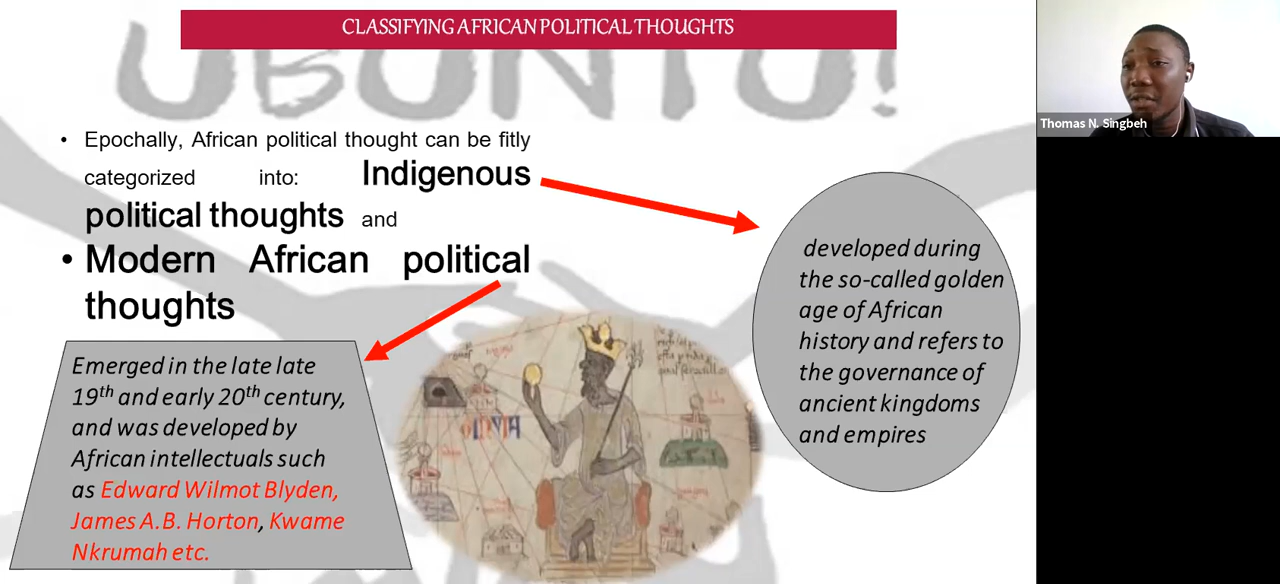 CLASSIFYING AFRICAN POLITICAL THOUGHTS
UBUNTU!
• Epochally, African political thought can be fitly
categorized into: Indigenous
political thoughts and
• Modern African political
thoughts
developed during
the so-called golden
age of African
history and refers to
the governance of
ancient kingdoms
and empires
Emerged in the late late
19th and early 20th century,
and was developed by
African intellectuals such
as Edward Wilmot Blyden,
James A.B. Horton, Kwame
Nkrumah etc.
Thomas N. Singbeh